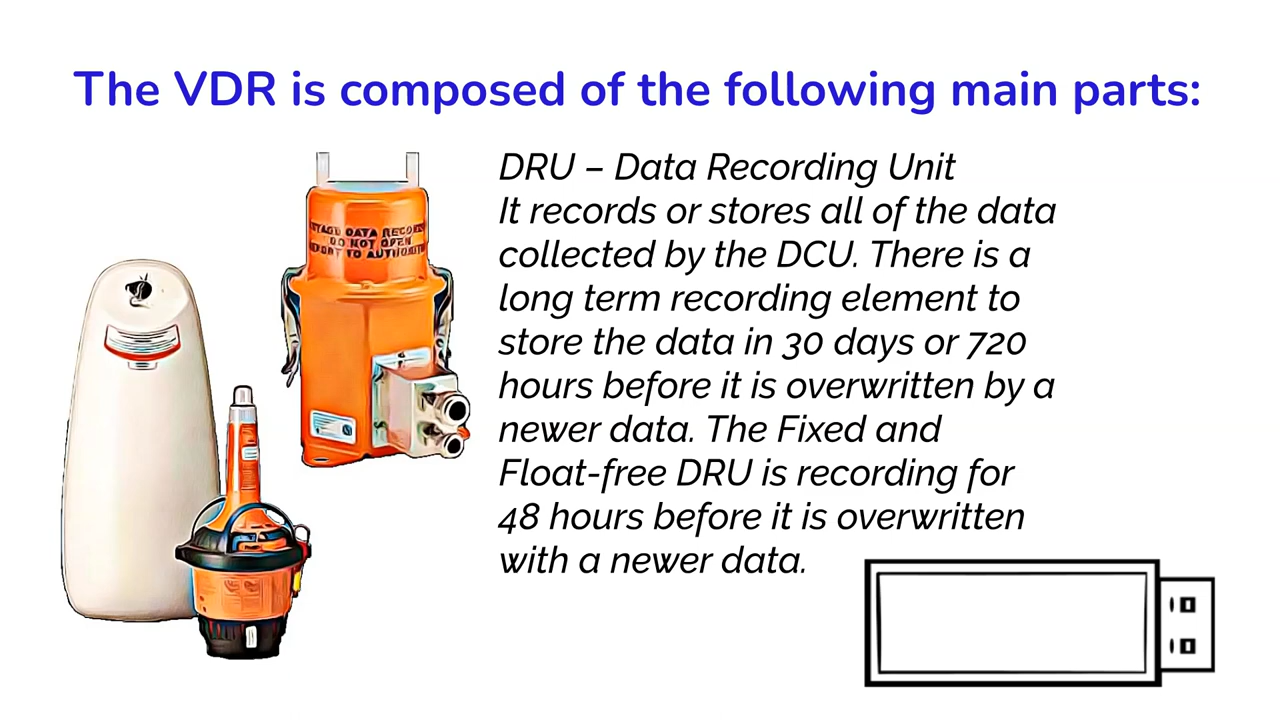 The VDR is composed of the following main parts:
DRU – Data Recording Unit
It records or stores all of the data
collected by the DCU. There is a
long term recording element to
store the data in 30 days or 720
hours before it is overwritten by a
newer data. The Fixed and
Float-free DRU is recording for
48 hours before it is overwritten
with a newer data.
DATA RECORD
DO NOT OPEN
TO